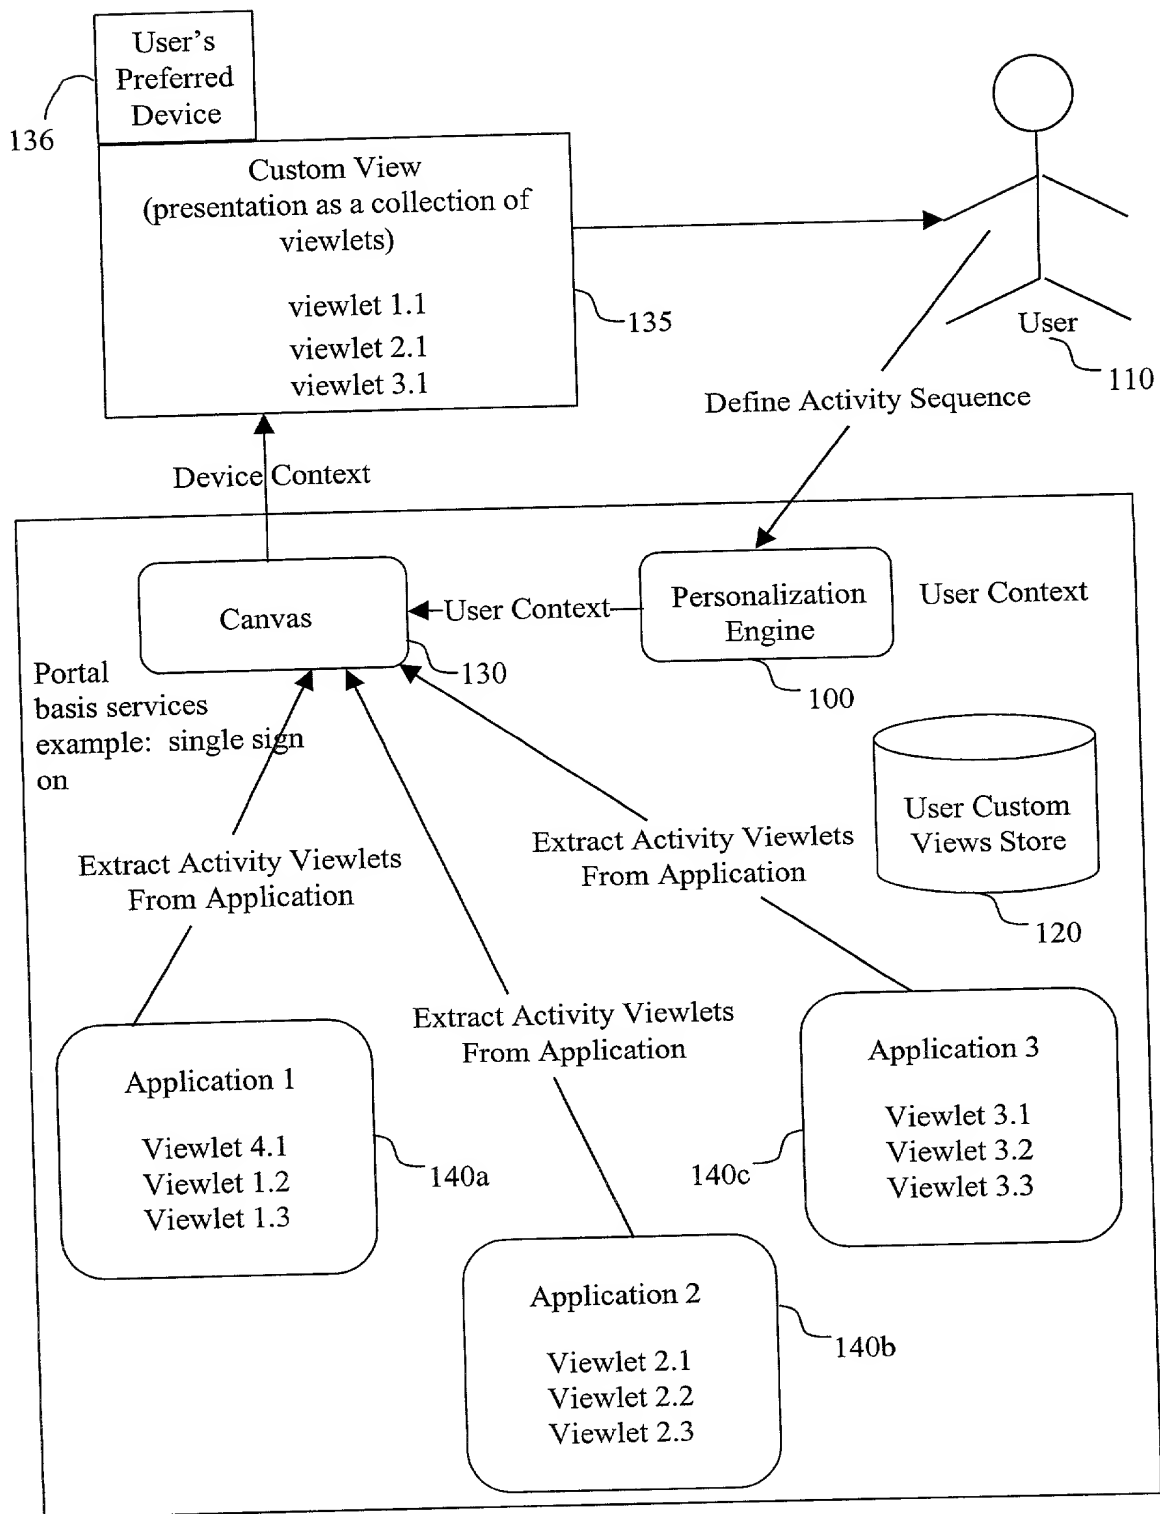 User's
Preferred
Device
136
Custom View
(presentation as a collection of
viewlets)
viewlet 1.1
viewlet 2.1
viewlet 3.1
135
User
110
Define Activity Sequence
Device Context
Canvas
130
User Context
Personalization
Engine
100
User Context
Portal
basis services
example: single sign
on
User Custom
Views Store
120
Extract Activity Viewlets
From Application
Extract Activity Viewlets
From Application
Extract Activity Viewlets
From Application
Application 1
Viewlet 4.1
Viewlet 1.2
Viewlet 1.3
140a
Application 3
Viewlet 3.1
Viewlet 3.2
Viewlet 3.3
140c
Application 2
Viewlet 2.1
Viewlet 2.2
Viewlet 2.3
140b